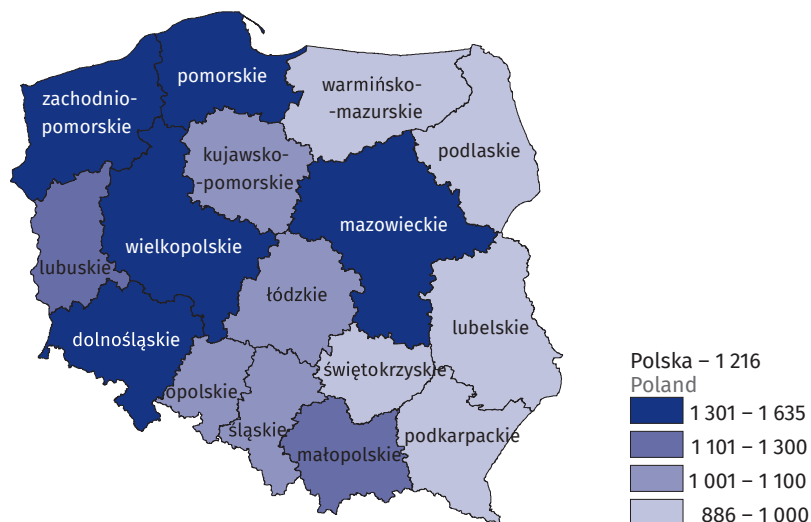 pomorskie
zachodnio-
pomorskie
warmińsko-
-mazurskie
podlaskie
kujawsko-
-pomorskie
mazowieckie
wielkopolskie
lubuskie
łódzkie
dolnośląskie
lubelskie
opolskie
świętokrzyskie
śląskie
małopolskie
podkarpackie
Polska – 1 216
Poland
1 301 – 1 635
1 101 – 1 300
1 001 – 1 100
886 – 1 000